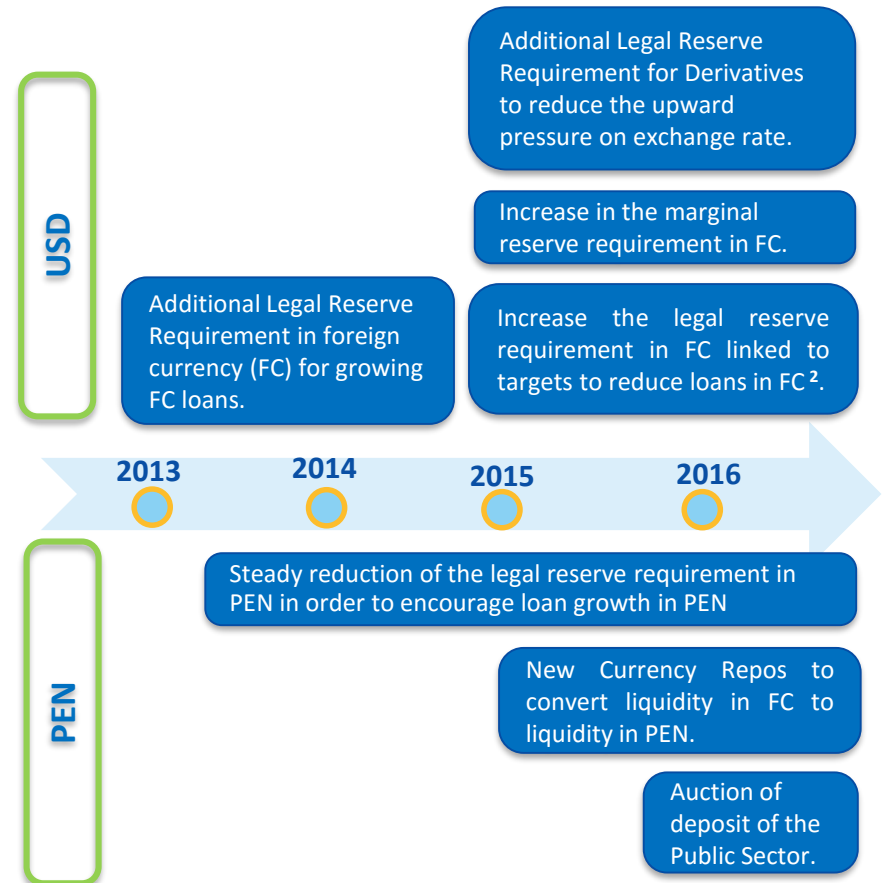 Additional Legal Reserve
Requirement for Derivatives
to reduce the upward
pressure on exchange rate.
USD
Increase in the marginal
reserve requirement in FC.
Additional Legal Reserve
Requirement in foreign
currency (FC) for growing
FC loans.
Increase the legal reserve
requirement in FC linked to
targets to reduce loans in FC².
2013
2014
2015
2016
Steady reduction of the legal reserve requirement in
PEN in order to encourage loan growth in PEN
PEN
New Currency Repos to
convert liquidity in FC to
liquidity in PEN.
Auction of
deposit of the
Public Sector.